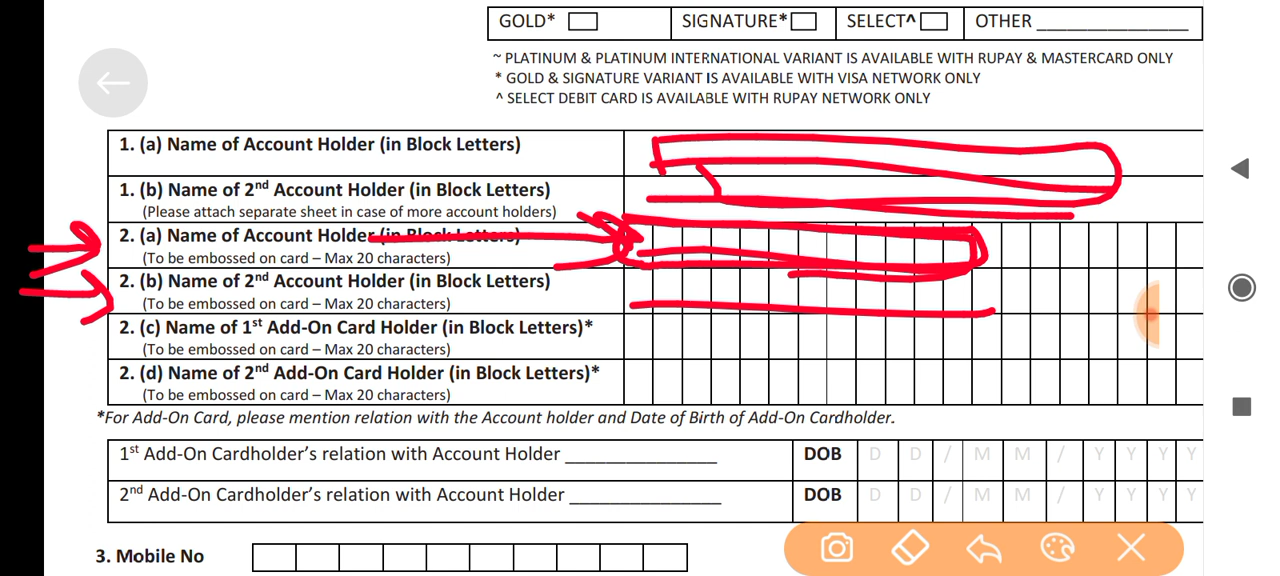 GOLD* SIGNATURE* SELECT^ OTHER
~ PLATINUM & PLATINUM INTERNATIONAL VARIANT IS AVAILABLE WITH RUPAY & MASTERCARD ONLY
* GOLD & SIGNATURE VARIANT IS AVAILABLE WITH VISA NETWORK ONLY
^ SELECT DEBIT CARD IS AVAILABLE WITH RUPAY NETWORK ONLY
1. (a) Name of Account Holder (in Block Letters)
1. (b) Name of 2nd Account Holder (in Block Letters)
(Please attach separate sheet in case of more account holders)
2. (a) Name of Account Holder (in Block Letters)
(To be embossed on card – Max 20 characters)
2. (b) Name of 2nd Account Holder (in Block Letters)
(To be embossed on card – Max 20 characters)
2. (c) Name of 1st Add-On Card Holder (in Block Letters)*
(To be embossed on card – Max 20 characters)
2. (d) Name of 2nd Add-On Card Holder (in Block Letters)*
(To be embossed on card – Max 20 characters)
*For Add-On Card, please mention relation with the Account holder and Date of Birth of Add-On Cardholder.
1st Add-On Cardholder's relation with Account Holder DOB D D / M M / Y Y Y Y
2nd Add-On Cardholder's relation with Account Holder DOB D D / M M / Y Y Y Y
3. Mobile No